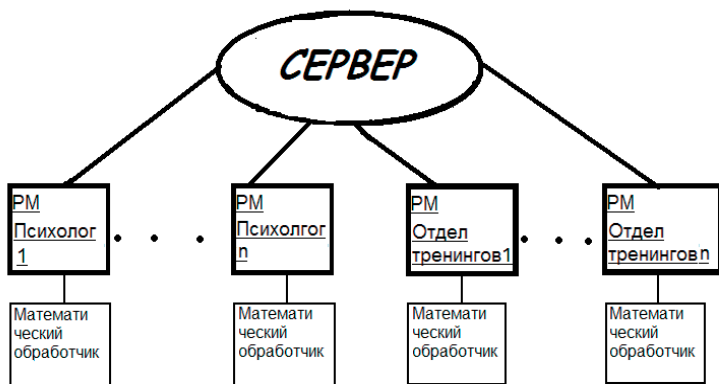 СЕРВЕР
РМ
Психолог
1
РМ
Психолгог
n
РМ
Отдел
тренингов1
РМ
Отдел
тренинговn
Математи
ческий
обработчик
Математи
ческий
обработчик
Математи
ческий
обработчик
Математи
ческий
обработчик